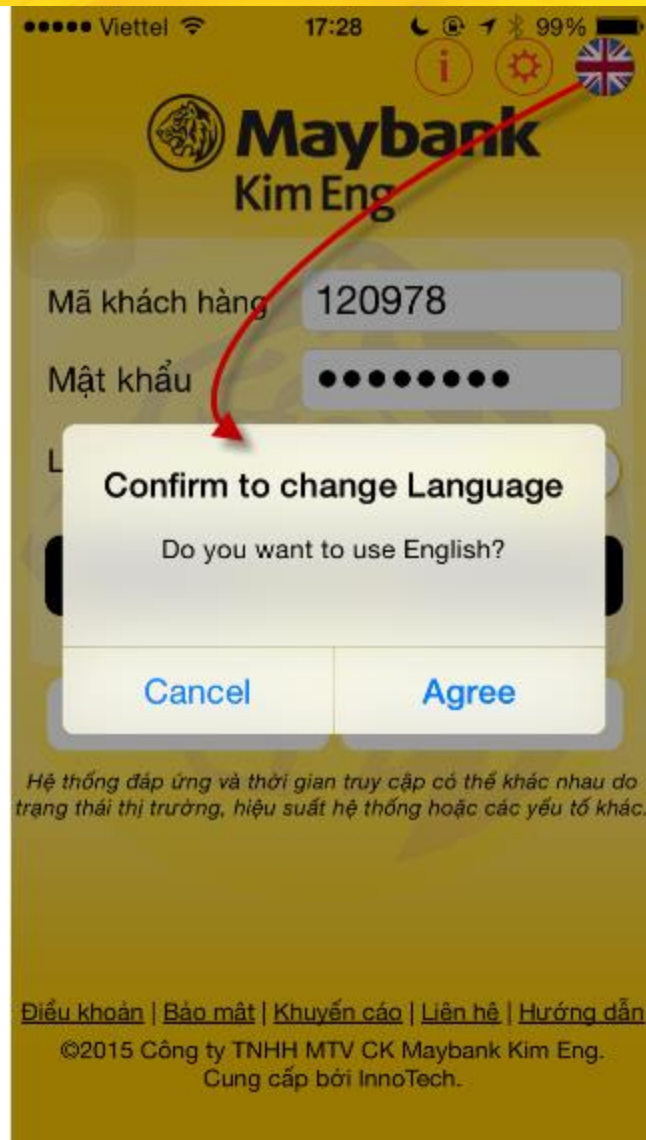 Viettel 17:28 99%
i
Maybank
Kim Eng
Mã khách hàng 120978
Mật khẩu ••••••••
L
Confirm to change Language
Do you want to use English?
Cancel Agree
Hệ thống đáp ứng và thời gian truy cập có thể khác nhau do
trạng thái thị trường, hiệu suất hệ thống hoặc các yếu tố khác.
Điều khoản | Bảo mật | Khuyến cáo | Liên hệ | Hướng dẫn
©2015 Công ty TNHH MTV CK Maybank Kim Eng.
Cung cấp bởi InnoTech.